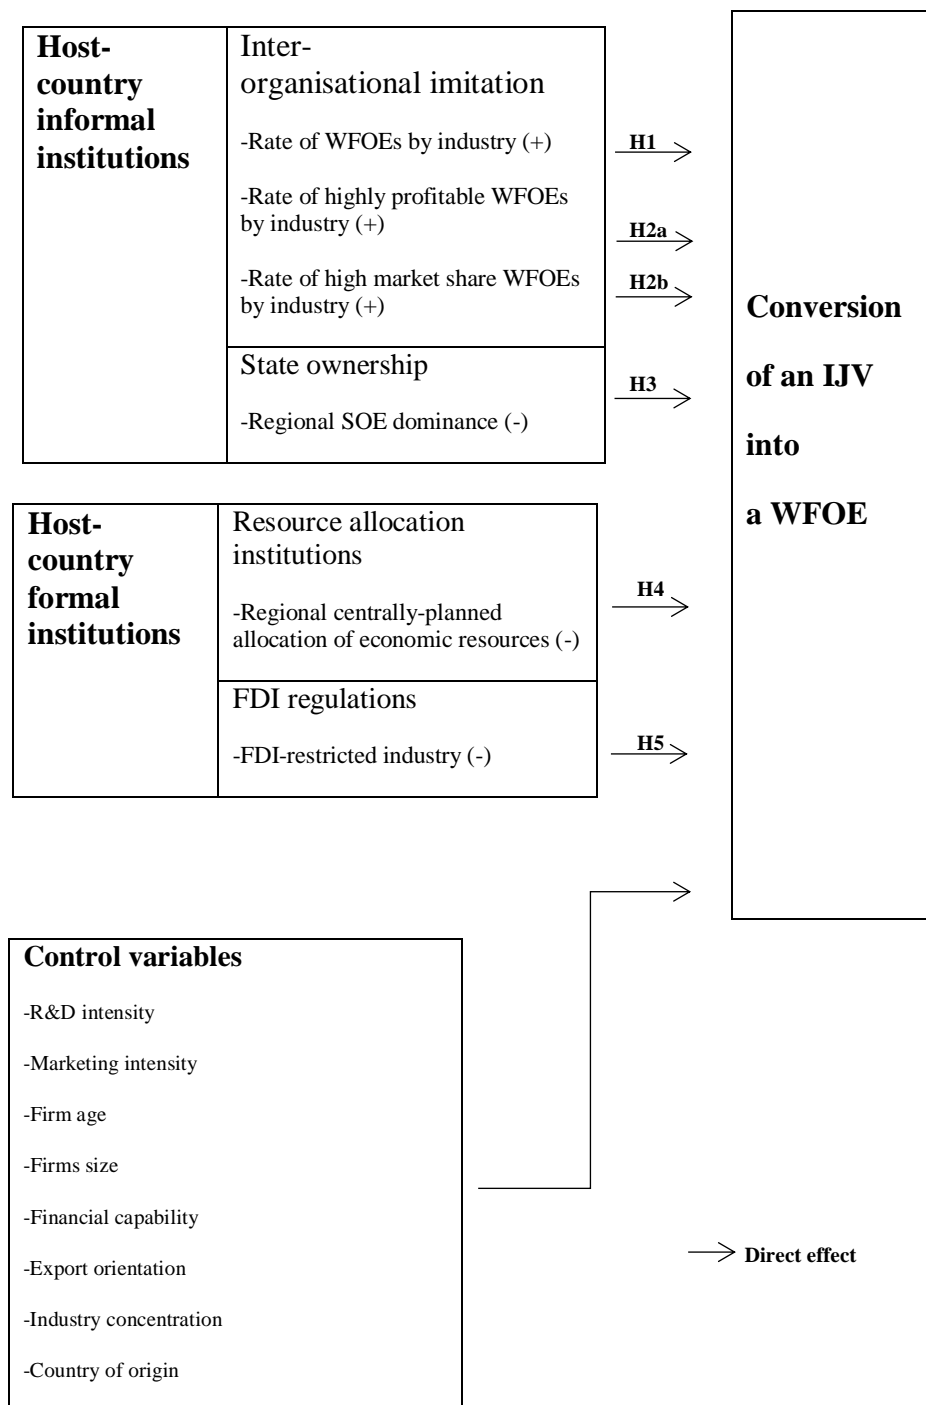 Host-
country
informal
institutions
Inter-
organisational imitation
-Rate of WFOEs by industry (+)
-Rate of highly profitable WFOEs
by industry (+)
-Rate of high market share WFOEs
by industry (+)
State ownership
-Regional SOE dominance (-)
H1
H2a
H2b
H3
Host-
country
formal
institutions
Resource allocation
institutions
-Regional centrally-planned
allocation of economic resources (-)
FDI regulations
-FDI-restricted industry (-)
H4
H5
Conversion
of an IJV
into
a WFOE
Control variables
-R&D intensity
-Marketing intensity
-Firm age
-Firms size
-Financial capability
-Export orientation
-Industry concentration
-Country of origin
Direct effect